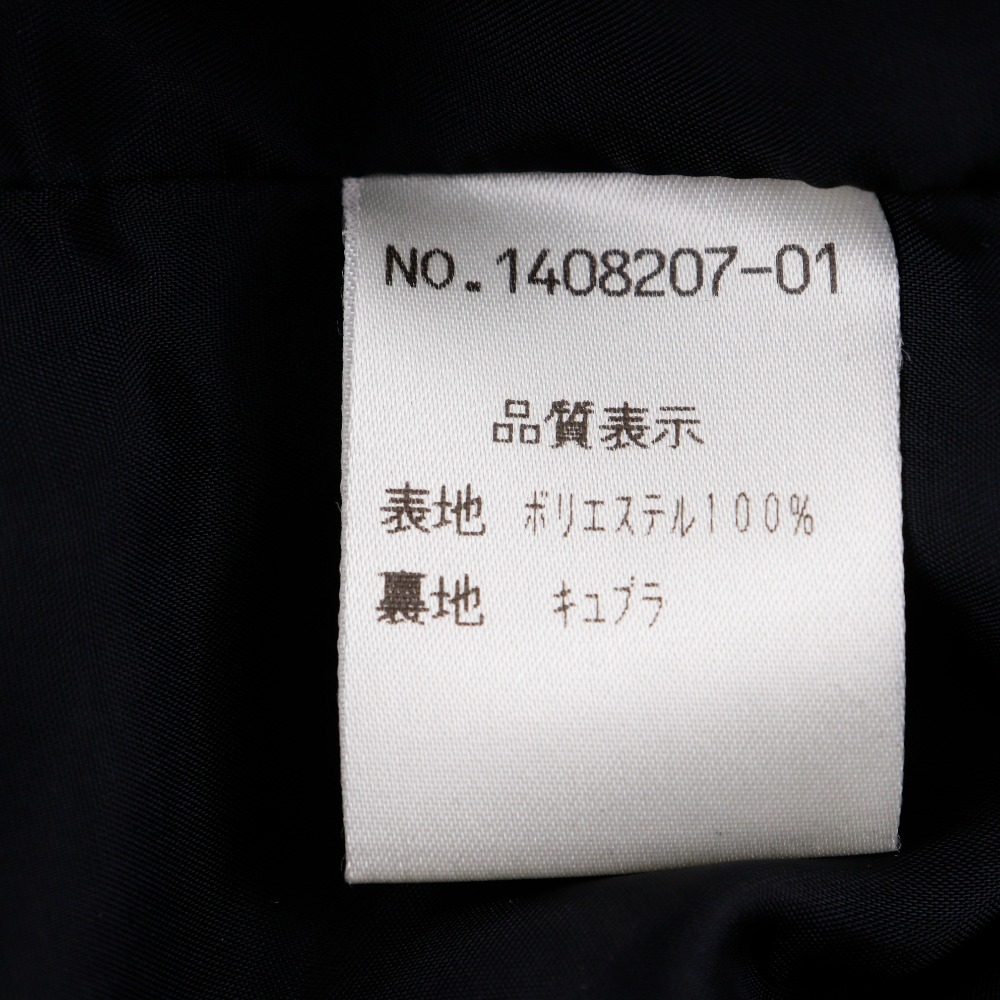 NO.1408207-01
品質表示
表地 ポリエステル100%
裏地 キュプラ